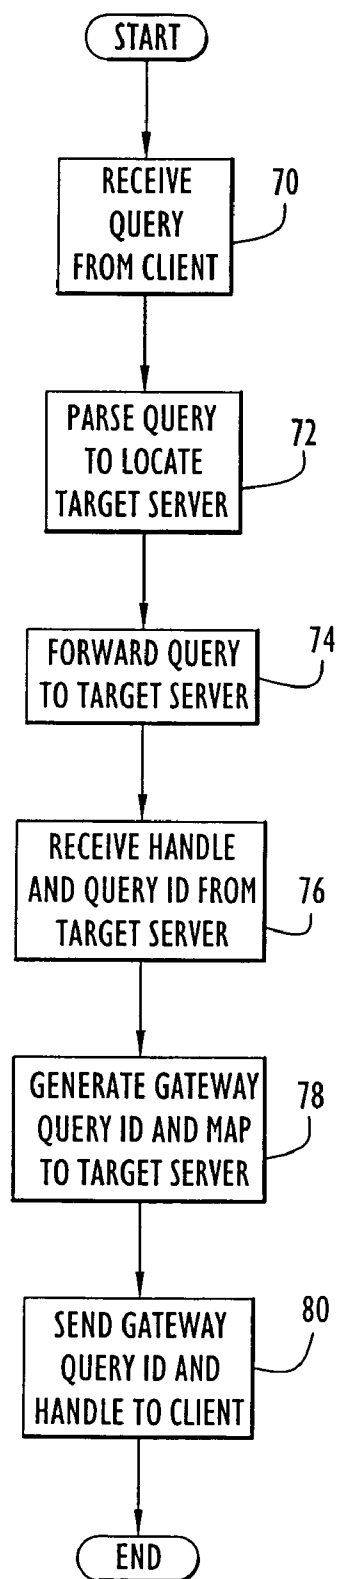 START
RECEIVE
QUERY
FROM CLIENT
70
PARSE QUERY
TO LOCATE
TARGET SERVER
72
FORWARD QUERY
TO TARGET SERVER
74
RECEIVE HANDLE
AND QUERY ID FROM
TARGET SERVER
76
GENERATE GATEWAY
QUERY ID AND MAP
TO TARGET SERVER
78
SEND GATEWAY
QUERY ID AND
HANDLE TO CLIENT
80
END